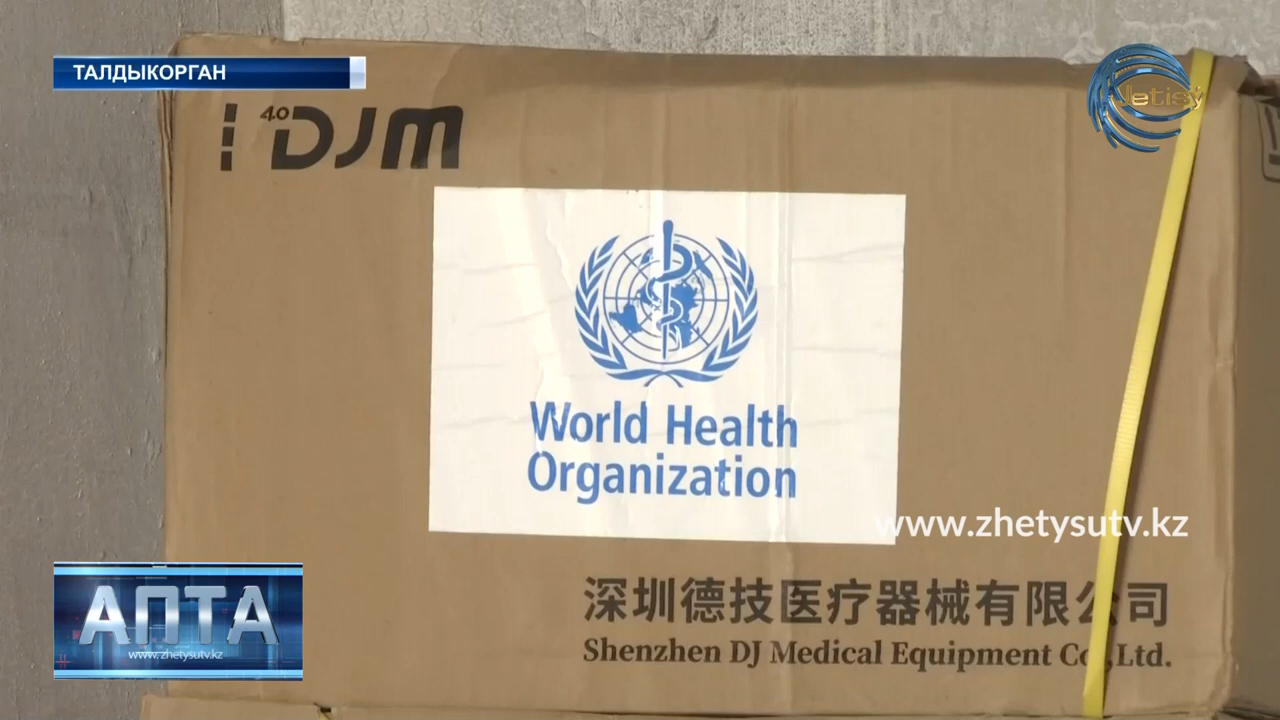 ТАЛДЫКОРГАН
Jetisý
4.0
DJM
World Health
Organization
www.zhetysutv.kz
深圳德技医疗器械有限公司
Shenzhen DJ Medical Equipment Co.,Ltd.
АПТА
www.zhetysutv.kz